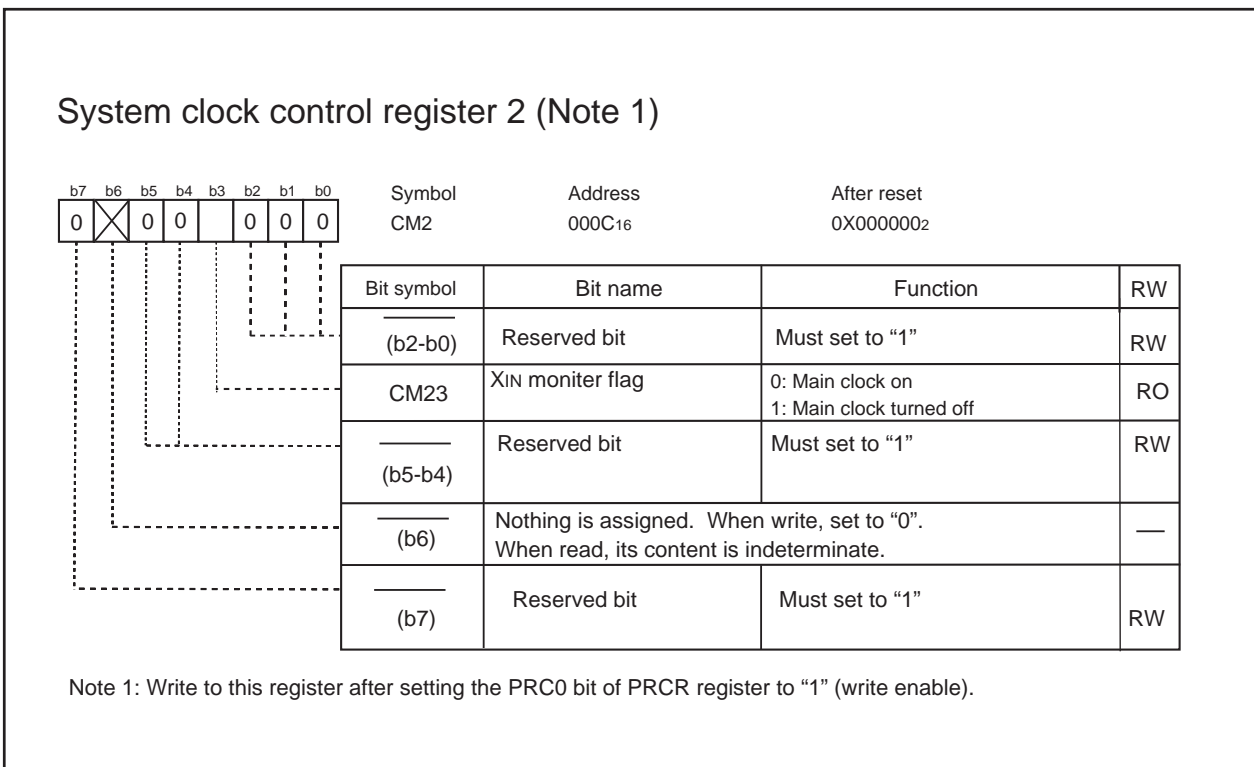 System clock control register 2 (Note 1)
b7 b6 b5 b4 b3 b2 b1 b0
0 0 0 0 0 0
Symbol Address After reset
CM2 000C16 0X0000002
Bit symbol Bit name Function RW
(b2-b0) Reserved bit Must set to “1” RW
CM23 XIN moniter flag 0: Main clock on RO
1: Main clock turned off
(b5-b4) Reserved bit Must set to “1” RW
(b6) Nothing is assigned. When write, set to “0”. —
When read, its content is indeterminate.
(b7) Reserved bit Must set to “1” RW
Note 1: Write to this register after setting the PRC0 bit of PRCR register to “1” (write enable).